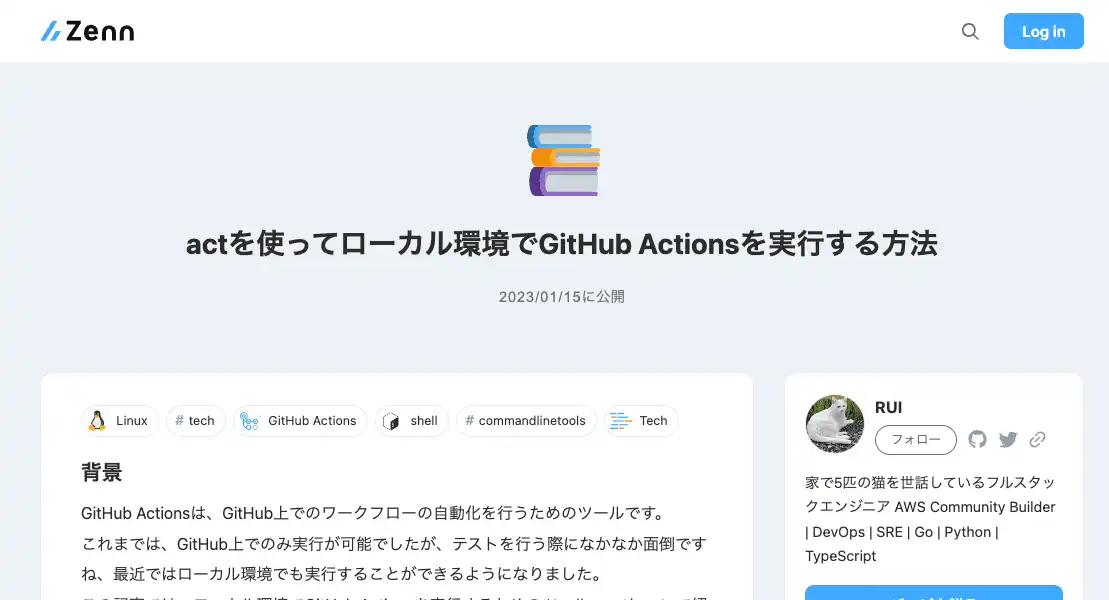 Zenn
Log in
actを使ってローカル環境でGitHub Actionsを実行する方法
2023/01/15に公開
Linux
# tech
GitHub Actions
shell
# commandlinetools
Tech
背景
GitHub Actionsは、GitHub上でのワークフローの自動化を行うためのツールです。
これまでは、GitHub上でのみ実行が可能でしたが、テストを行う際になかなか面倒です
ね、最近ではローカル環境でも実行することができるようになりました。
RUI
フォロー
家で5匹の猫を世話しているフルスタッ
クエンジニア AWS Community Builder
| DevOps | SRE | Go | Python |
TypeScript